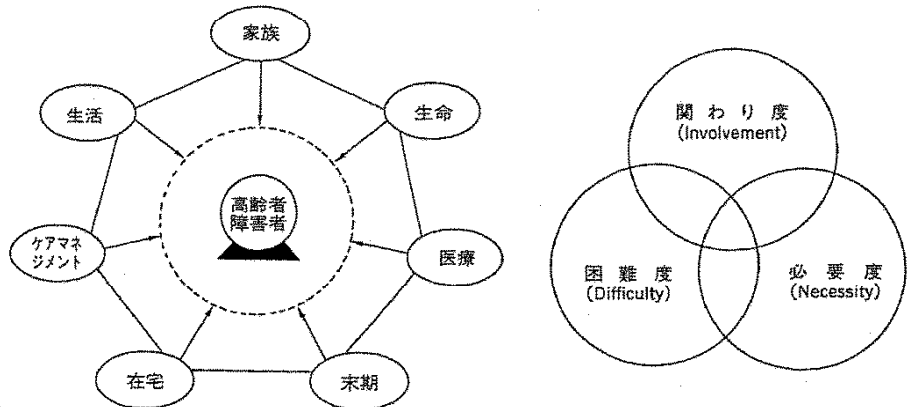 家族
生活
生命
高齢者
障害者
ケアマネ
ジメント
医療
在宅
末期
関わり度
(Involvement)
困難度
(Difficulty)
必要度
(Necessity)